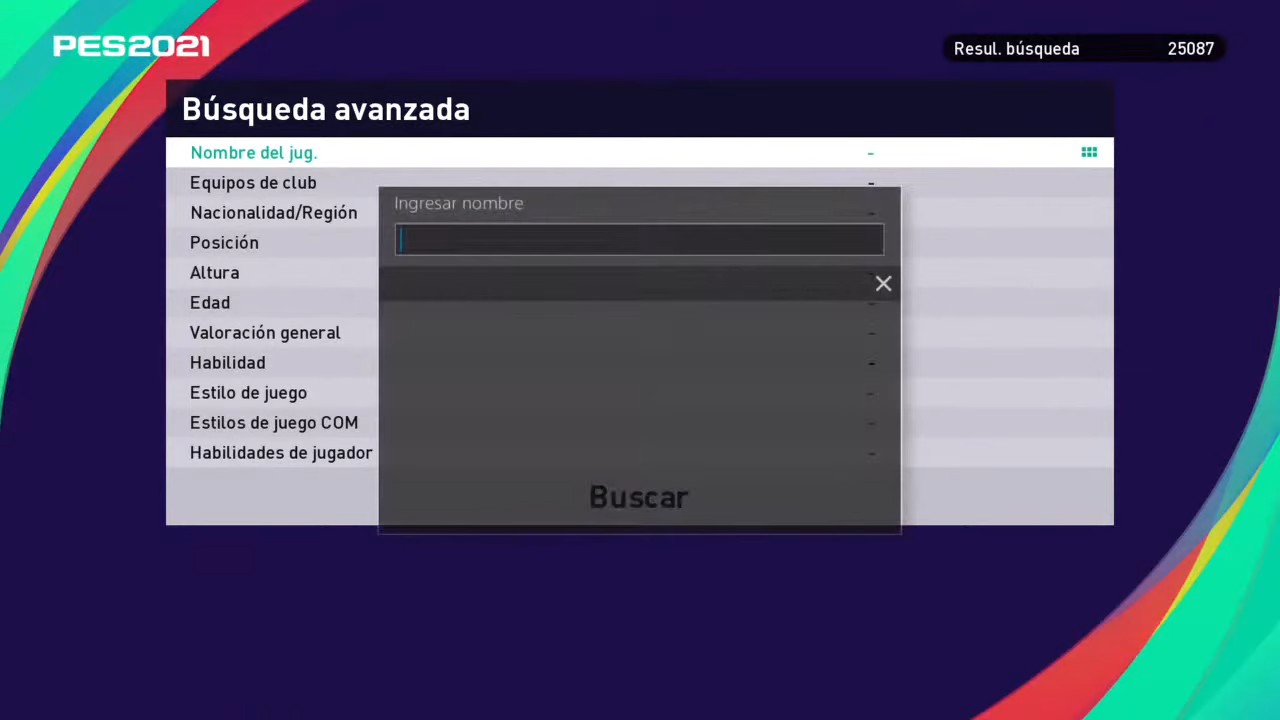 PES2021
Resul. búsqueda 25087
Búsqueda avanzada
Nombre del jug. -
Equipos de club -
Ingresar nombre
Nacionalidad/Región -
Posición
Altura -
Edad -
Valoración general -
Habilidad -
Estilo de juego -
Estilos de juego COM -
Habilidades de jugador -
Buscar